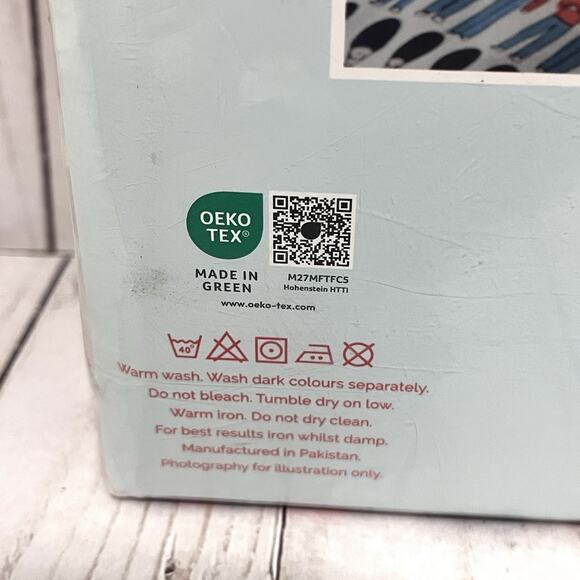 OEKO
TEX®
MADE IN
GREEN
M27MFTFC5
Hohenstein HTTI
www.oeko-tex.com
40°
Warm wash. Wash dark colours separately.
Do not bleach. Tumble dry on low.
Warm iron. Do not dry clean.
For best results iron whilst damp.
Manufactured in Pakistan.
Photography for illustration only.